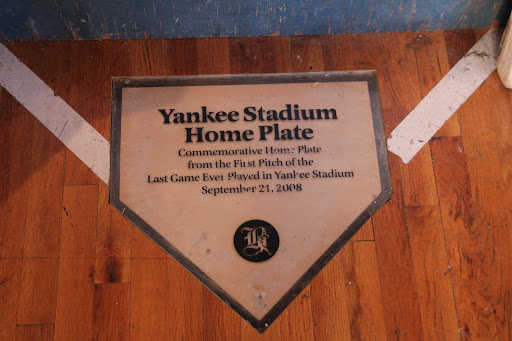 Yankee Stadium
Home Plate
Commemorative Home Plate
from the First Pitch of the
Last Game Ever Played in Yankee Stadium
September 21, 2008